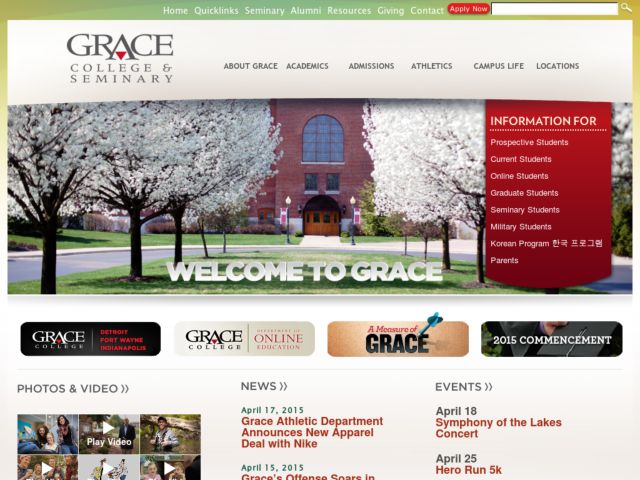 Home Quicklinks Seminary Alumni Resources Giving Contact Apply Now
GRACE
COLLEGE &
SEMINARY
ABOUT GRACE ACADEMICS ADMISSIONS ATHLETICS CAMPUS LIFE LOCATIONS
INFORMATION FOR
Prospective Students
Current Students
Online Students
Graduate Students
Seminary Students
Military Students
Korean Program 한국 프로그램
Parents
WELCOME TO GRACE
GRACE
COLLEGE
DETROIT
FORT WAYNE
INDIANAPOLIS
GRACE
COLLEGE
DEPARTMENT OF
ONLINE
EDUCATION
A Measure of
GRACE
2015 COMMENCEMENT
PHOTOS & VIDEO
Play Video
NEWS
April 17, 2015
Grace Athletic Department
Announces New Apparel
Deal with Nike
April 15, 2015
Grace's Offense Soars in
EVENTS
April 18
Symphony of the Lakes
Concert
April 25
Hero Run 5k